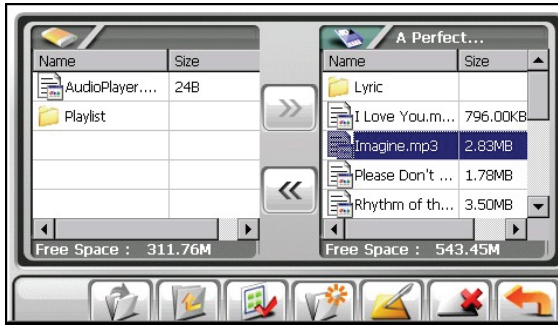 A Perfect...
Name Size
AudioPlayer.... 24B
Playlist
Free Space : 311.76M
Name Size
Lyric
I Love You.m... 796.00KB
Imagine.mp3 2.83MB
Please Don't ... 1.78MB
Rhythm of th... 3.50MB
Free Space : 543.45M